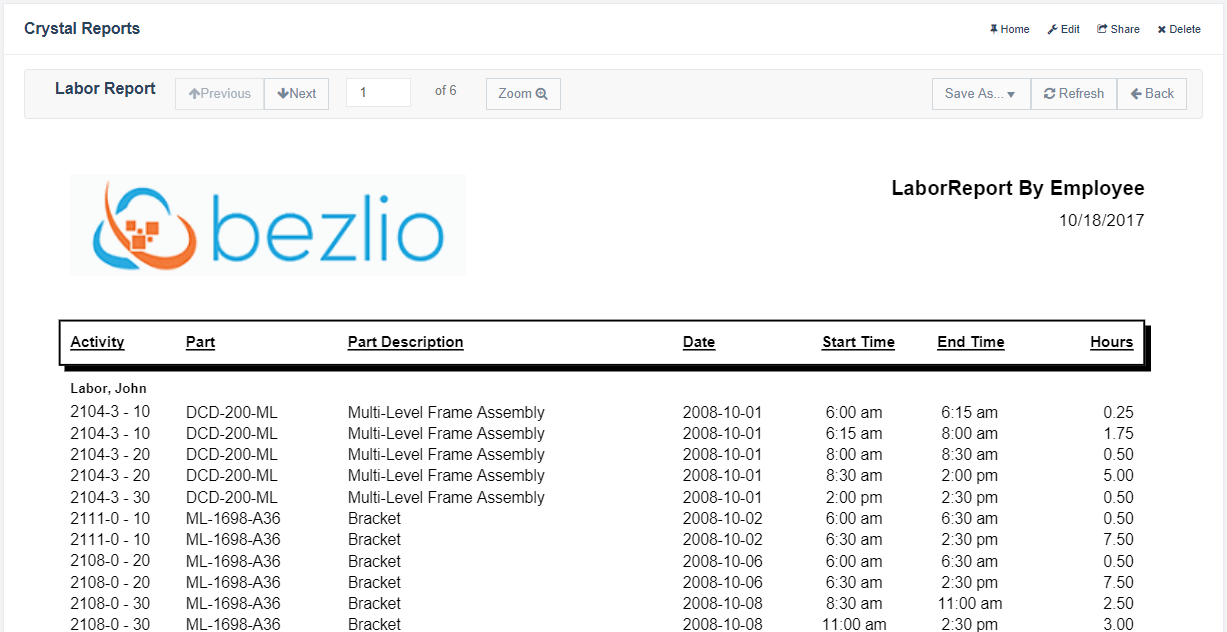 Crystal Reports Home Edit Share Delete
Labor Report Previous Next 1 of 6 Zoom Save As... Refresh Back
bezlio
LaborReport By Employee
10/18/2017
Activity Part Part Description Date Start Time End Time Hours
Labor, John
2104-3 - 10 DCD-200-ML Multi-Level Frame Assembly 2008-10-01 6:00 am 6:15 am 0.25
2104-3 - 10 DCD-200-ML Multi-Level Frame Assembly 2008-10-01 6:15 am 8:00 am 1.75
2104-3 - 20 DCD-200-ML Multi-Level Frame Assembly 2008-10-01 8:00 am 8:30 am 0.50
2104-3 - 20 DCD-200-ML Multi-Level Frame Assembly 2008-10-01 8:30 am 2:00 pm 5.00
2104-3 - 30 DCD-200-ML Multi-Level Frame Assembly 2008-10-01 2:00 pm 2:30 pm 0.50
2111-0 - 10 ML-1698-A36 Bracket 2008-10-02 6:00 am 6:30 am 0.50
2111-0 - 10 ML-1698-A36 Bracket 2008-10-02 6:30 am 2:30 pm 7.50
2108-0 - 20 ML-1698-A36 Bracket 2008-10-06 6:00 am 6:30 am 0.50
2108-0 - 20 ML-1698-A36 Bracket 2008-10-06 6:30 am 2:30 pm 7.50
2108-0 - 30 ML-1698-A36 Bracket 2008-10-08 8:30 am 11:00 am 2.50
2108-0 - 30 ML-1698-A36 Bracket 2008-10-08 11:00 am 2:30 pm 3.00